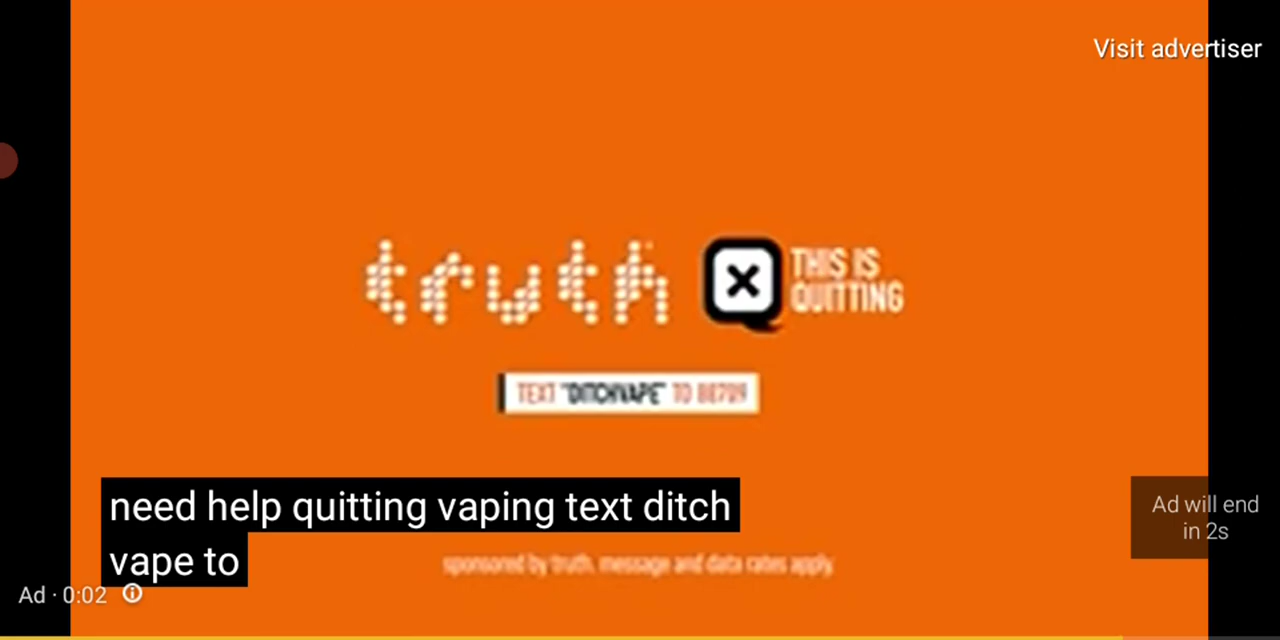 Visit advertiser
truth
THIS IS
QUITTING
TEXT "DITCHVAPE" TO 88709
need help quitting vaping text ditch
vape to
sponsored by truth. message and data rates apply.
Ad will end
in 2s
Ad · 0:02